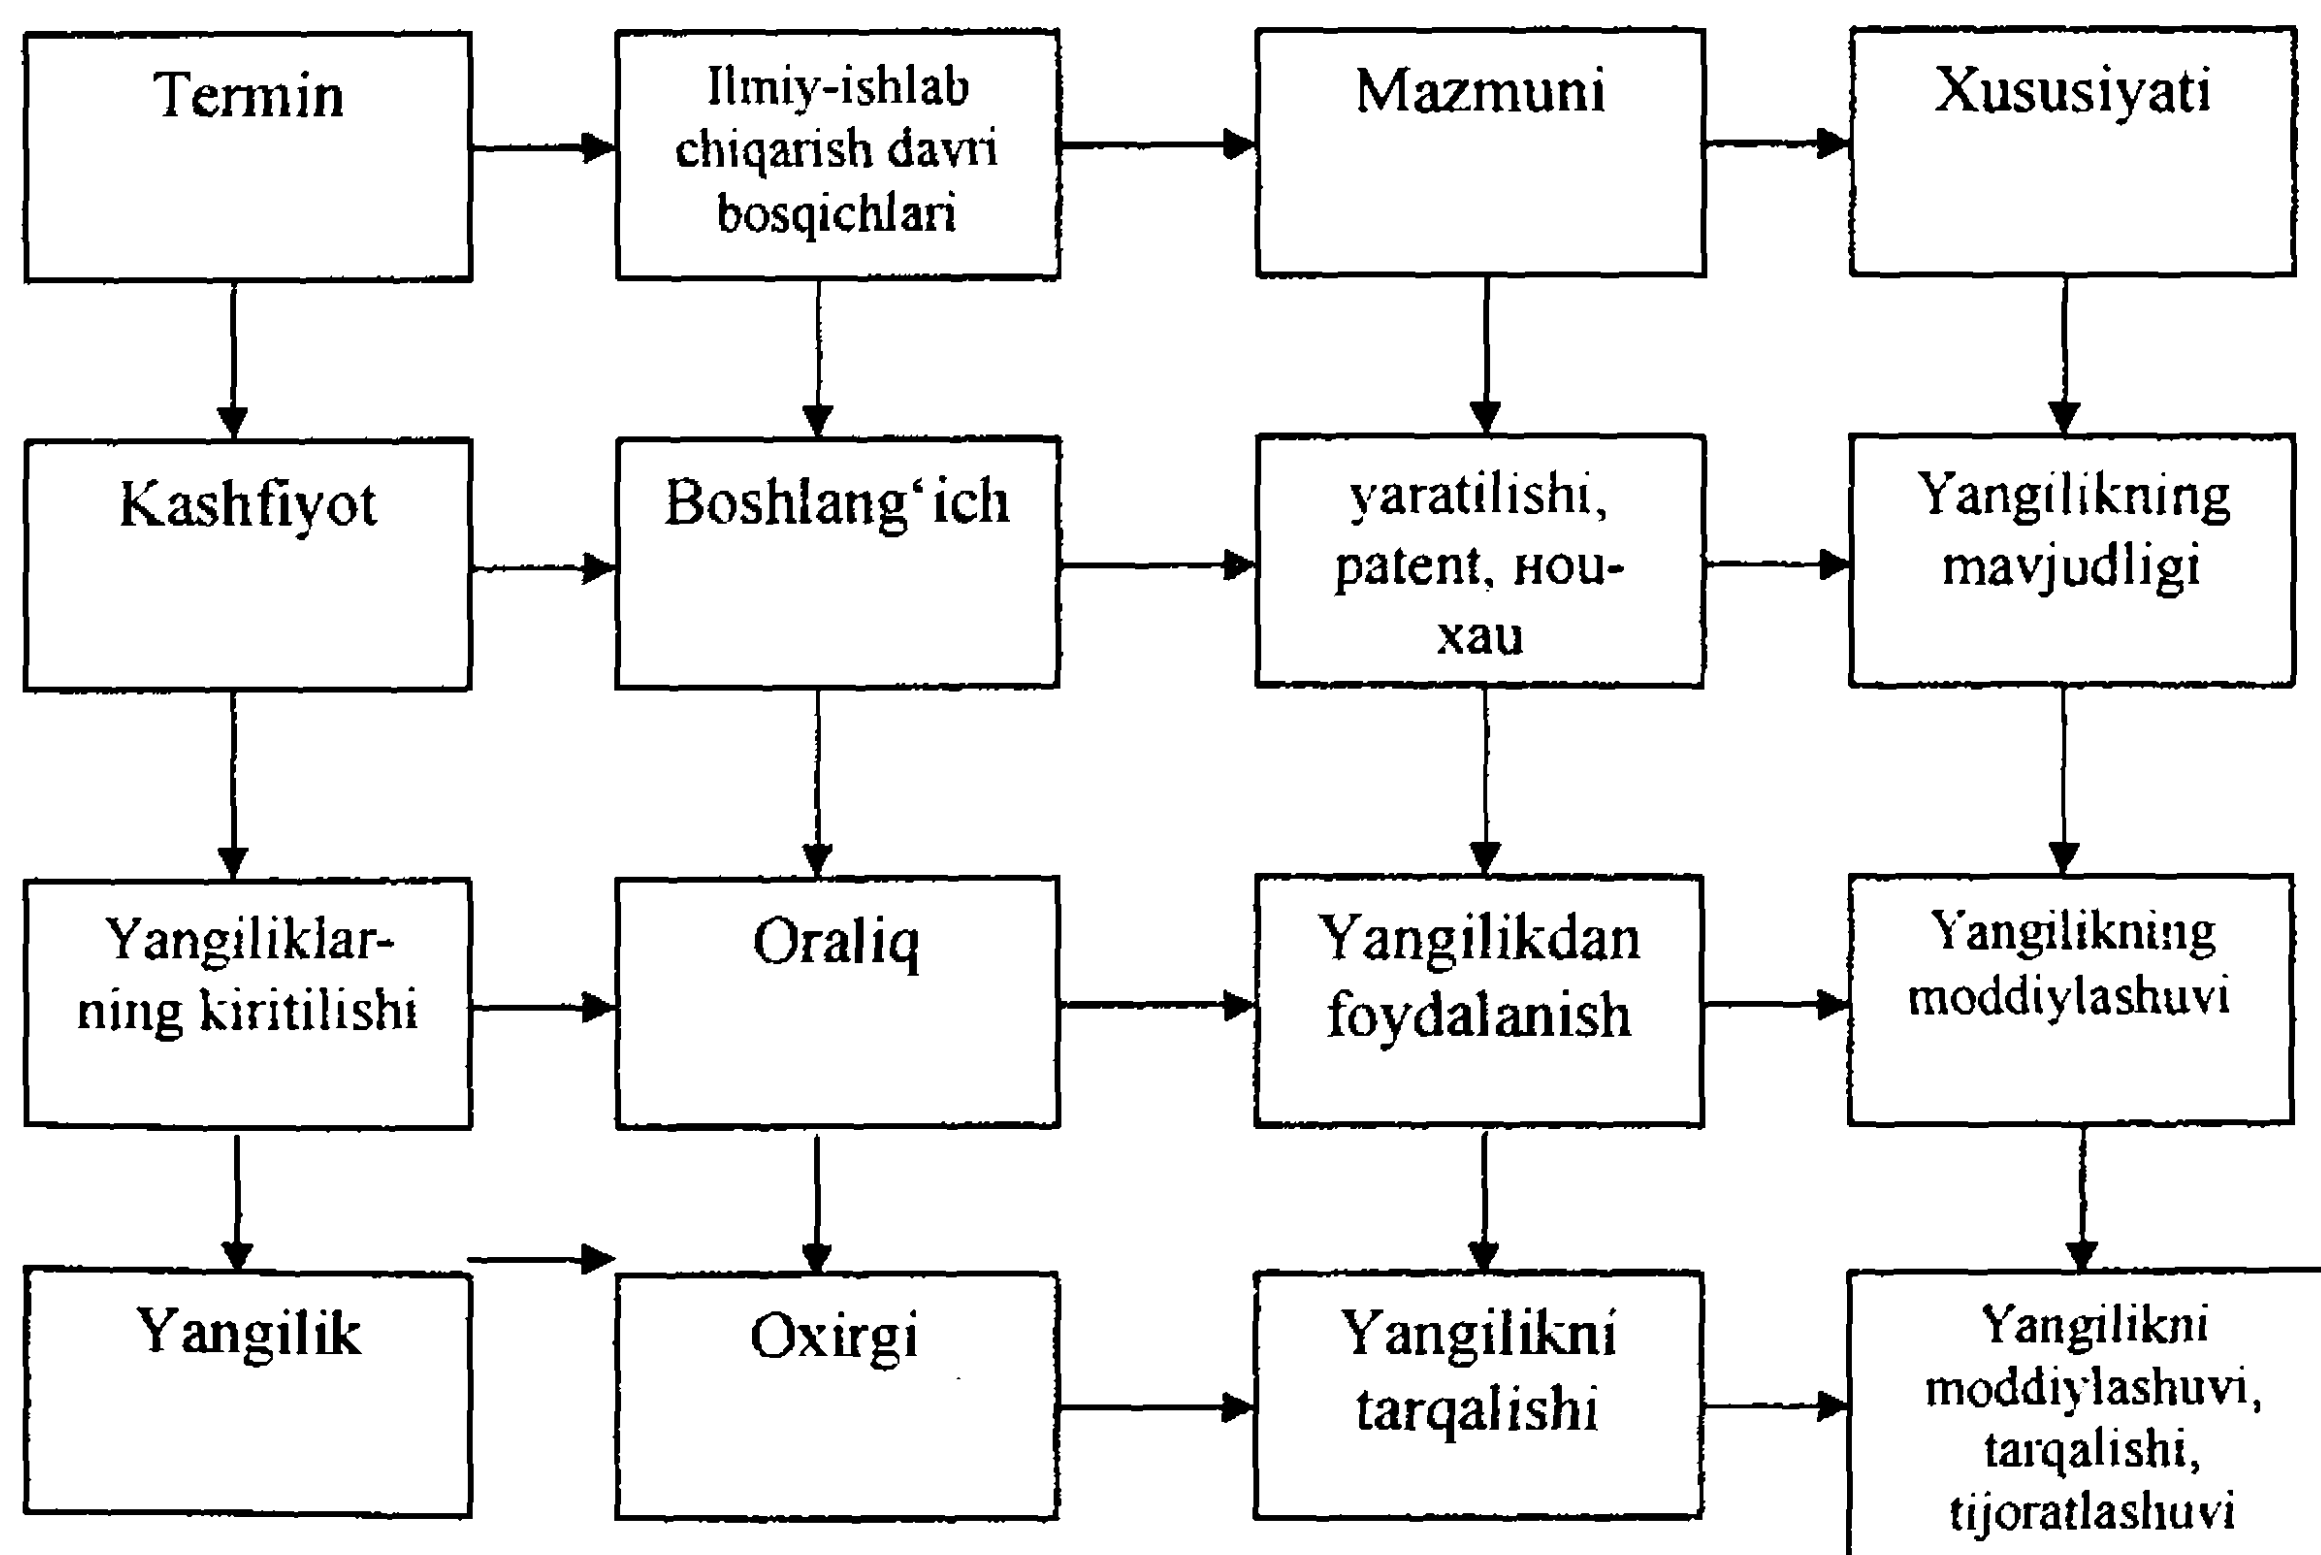 Termin
Ilmiy-ishlab
chiqarish davri
bosqichlari
Mazmuni
Xususiyati
Kashfiyot
Boshlang‘ich
yaratilishi,
patent, нou-
xau
Yangilikning
mavjudligi
Yangiliklar-
ning kiritilishi
Oraliq
Yangilikdan
foydalanish
Yangilikning
moddiylashuvi
Yangilik
Oxirgi
Yangilikni
tarqalishi
Yangilikni
moddiylashuvi,
tarqalishi,
tijoratlashuvi